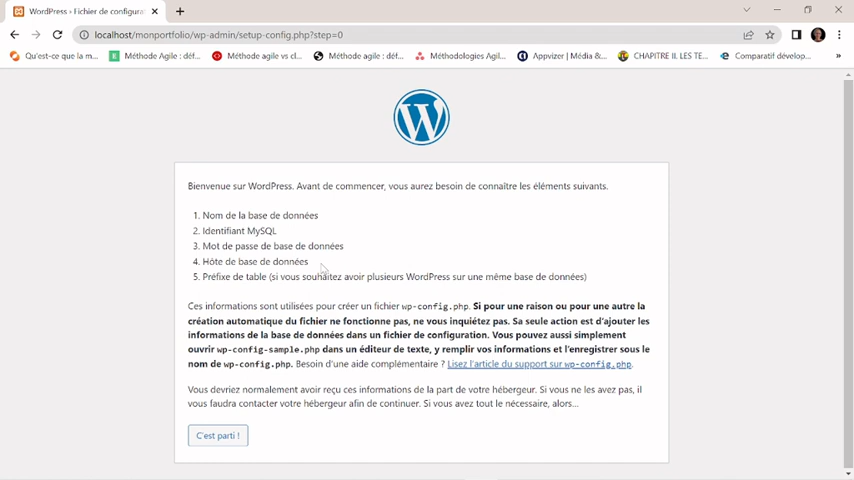 WordPress › Fichier de configurat
localhost/monportfolio/wp-admin/setup-config.php?step=0
Qu'est-ce que la m... Méthode Agile : déf... Méthode agile vs cl... Méthode agile : déf... Méthodologies Agil... Appvizer | Média &... CHAPITRE II. LES TE... Comparatif dévelop... »
Bienvenue sur WordPress. Avant de commencer, vous aurez besoin de connaître les éléments suivants.
1. Nom de la base de données
2. Identifiant MySQL
3. Mot de passe de base de données
4. Hôte de base de données
5. Préfixe de table (si vous souhaitez avoir plusieurs WordPress sur une même base de données)
Ces informations sont utilisées pour créer un fichier wp-config.php. Si pour une raison ou pour une autre la
création automatique du fichier ne fonctionne pas, ne vous inquiétez pas. Sa seule action est d'ajouter les
informations de la base de données dans un fichier de configuration. Vous pouvez aussi simplement
ouvrir wp-config-sample.php dans un éditeur de texte, y remplir vos informations et l'enregistrer sous le
nom de wp-config.php. Besoin d'une aide complémentaire ? Lisez l'article du support sur wp-config.php.
Vous devriez normalement avoir reçu ces informations de la part de votre hébergeur. Si vous ne les avez pas, il
vous faudra contacter votre hébergeur afin de continuer. Si vous avez tout le nécessaire, alors...
C'est parti !